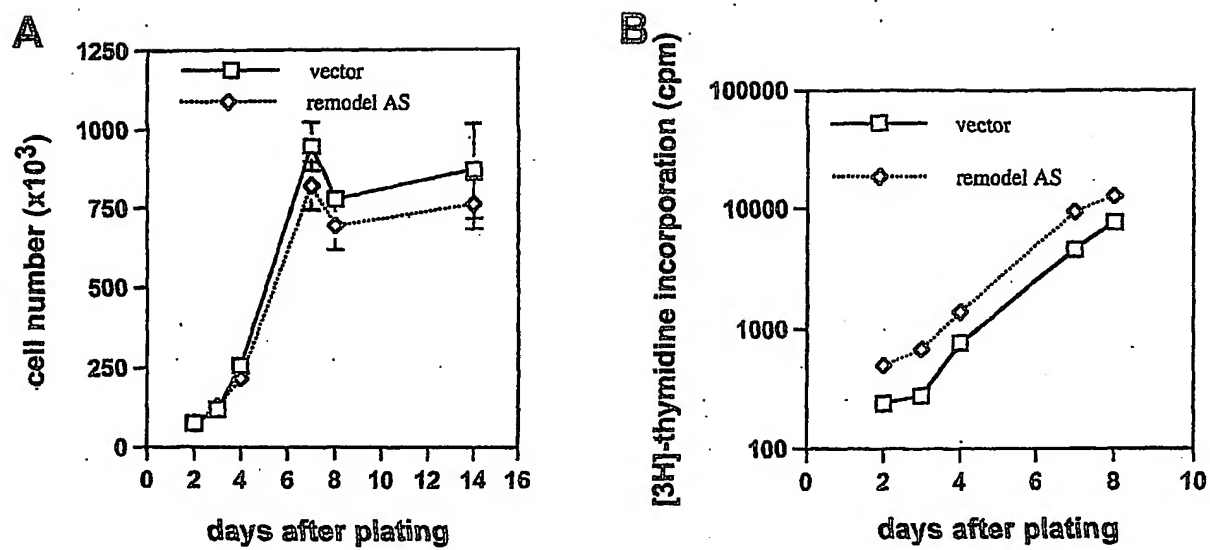 A
cell number (x10³)
1250
1000
750
500
250
0
vector
remodel AS
0 2 4 6 8 10 12 14 16
days after plating
B
[3H]-thymidine incorporation (cpm)
100000
10000
1000
100
vector
remodel AS
0 2 4 6 8 10
days after plating